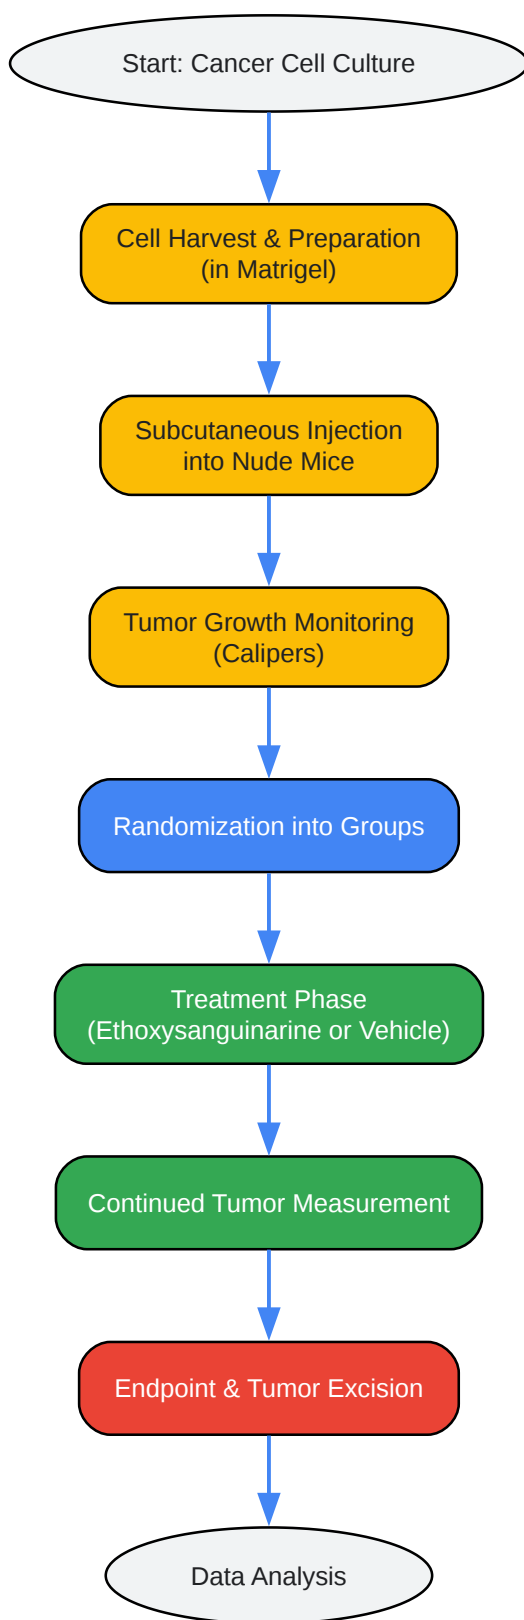 Start: Cancer Cell Culture
Cell Harvest & Preparation
(in Matrigel)
Subcutaneous Injection
into Nude Mice
Tumor Growth Monitoring
(Calipers)
Randomization into Groups
Treatment Phase
(Ethoxysanguinarine or Vehicle)
Continued Tumor Measurement
Endpoint & Tumor Excision
Data Analysis